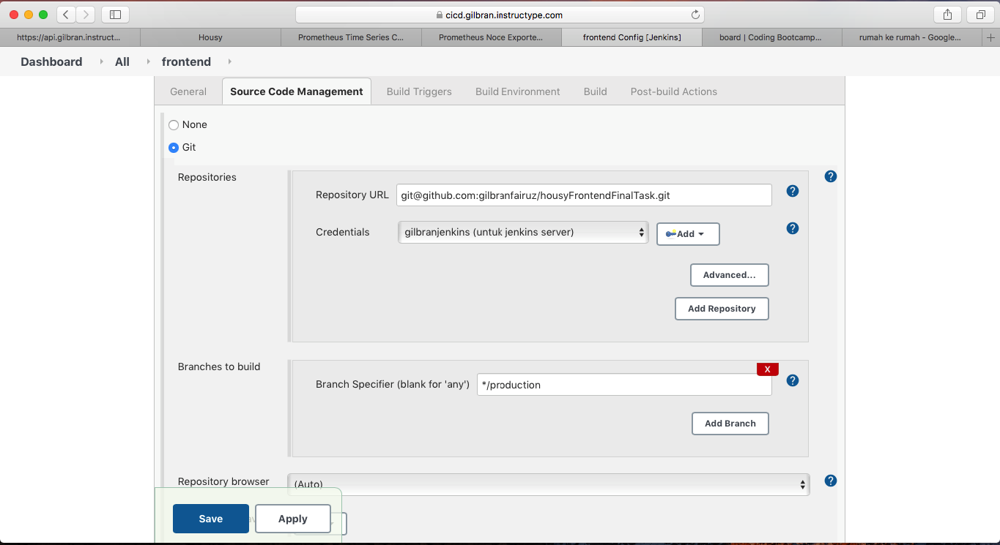 cicd.gilbran.instructype.com
https://api.gilbran.instruct...
Housy
Prometheus Time Series C...
Prometheus Noce Exporte...
frontend Config [Jenkins]
board | Coding Bootcamp...
rumah ke rumah - Google...
Dashboard
All
frontend
General
Source Code Management
Build Triggers
Build Environment
Build
Post-build Actions
None
Git
Repositories
Repository URL
git@github.com:gilbranfairuz/housyFrontendFinalTask.git
Credentials
gilbranjenkins (untuk jenkins server)
Add
Advanced...
Add Repository
Branches to build
X
Branch Specifier (blank for 'any')
*/production
Add Branch
Repository browser
(Auto)
Save
Apply